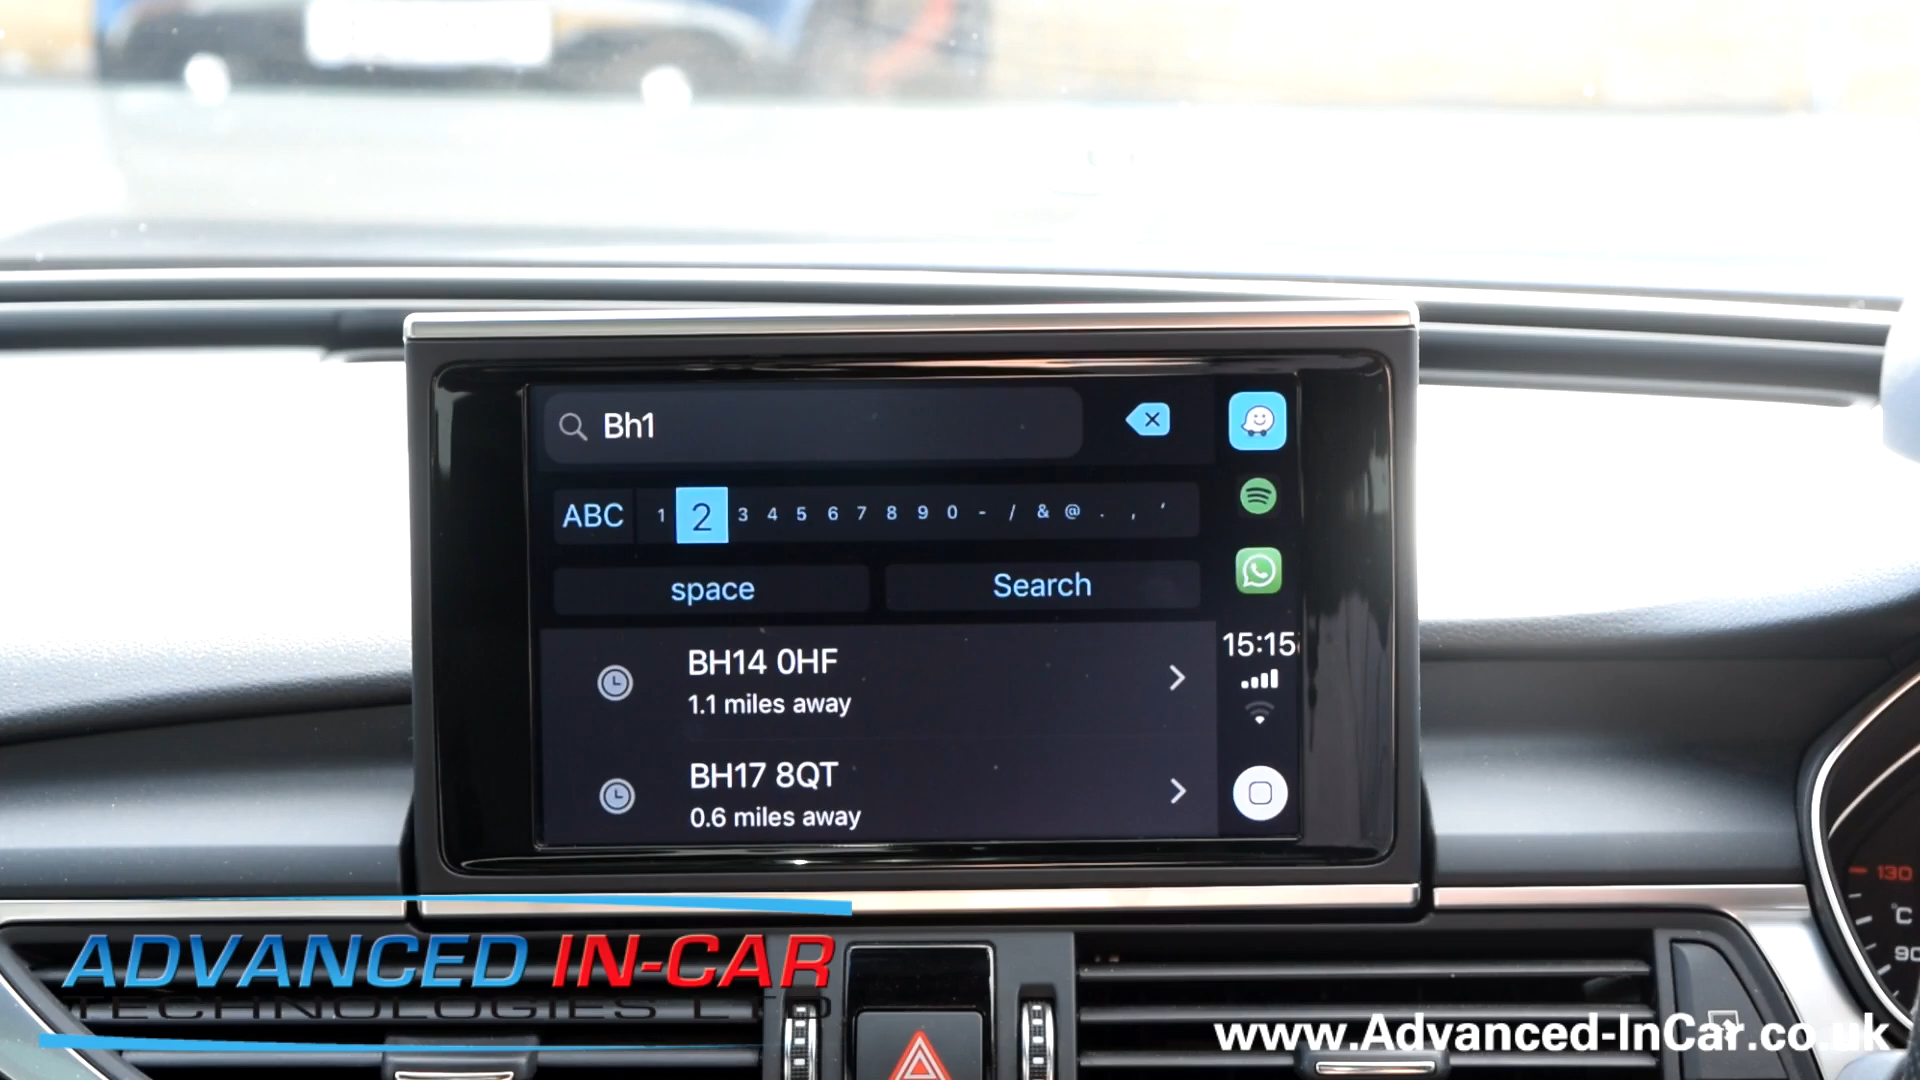 Bh1
ABC 1 2 3 4 5 6 7 8 9 0 - / & @ . , '
space Search
BH14 0HF
1.1 miles away
BH17 8QT
0.6 miles away
15:15
130
°C
90
ADVANCED IN-CAR
TECHNOLOGIES LTD
www.Advanced-InCar.co.uk